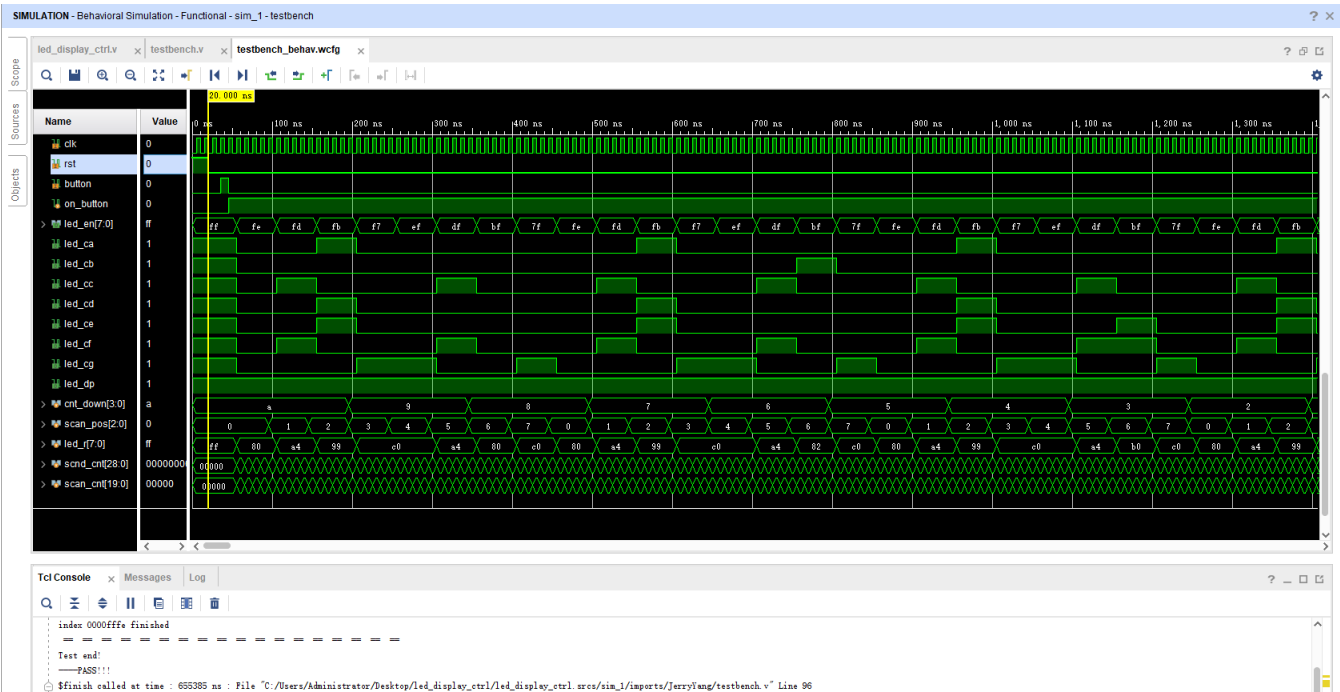 SIMULATION - Behavioral Simulation - Functional - sim_1 - testbench
led_display_ctrl.v testbench.v testbench_behav.wcfg
Scope
Sources
Objects
20.000 ns
Name Value 0 ns 100 ns 200 ns 300 ns 400 ns 500 ns 600 ns 700 ns 800 ns 900 ns 1,000 ns 1,100 ns 1,200 ns 1,300 ns
clk 0
rst 0
button 0
on_button 0
led_en[7:0] ff ff fe fd fb f7 ef df bf 7f fe fd fb f7 ef df bf 7f fe fd fb f7 ef df bf 7f fe fd fb
led_ca 1
led_cb 1
led_cc 1
led_cd 1
led_ce 1
led_cf 1
led_cg 1
led_dp 1
cnt_down[3:0] a a 9 8 7 6 5 4 3 2
scan_pos[2:0] 0 0 1 2 3 4 5 6 7 0 1 2 3 4 5 6 7 0 1 2 3 4 5 6 7 0 1 2
led_r[7:0] ff ff 80 a4 99 c0 a4 80 c0 80 a4 99 c0 a4 82 c0 80 a4 99 c0 a4 b0 c0 80 a4 99
scnd_cnt[28:0] 0000000 00000
scan_cnt[19:0] 00000 00000
Tcl Console Messages Log
index 0000fffe finished
= = = = = = = = = = = = = = = = = =
Test end!
----PASS!!!
$finish called at time : 655385 ns : File "C:/Users/Administrator/Desktop/led_display_ctrl/led_display_ctrl.srcs/sim_1/imports/JerryYang/testbench.v" Line 96